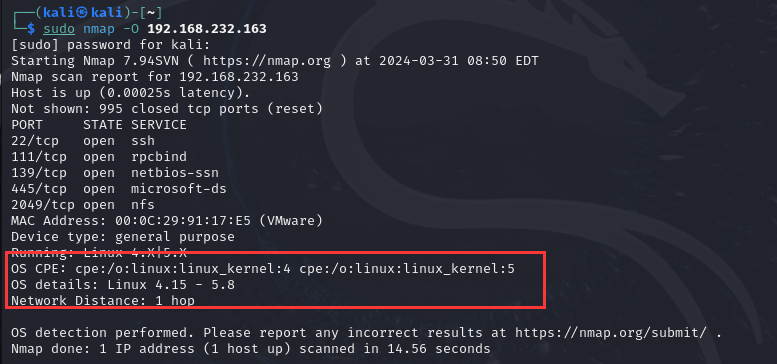 ┌──(kali㉿kali)-[~]
└─$ sudo nmap -O 192.168.232.163
[sudo] password for kali:
Starting Nmap 7.94SVN ( https://nmap.org ) at 2024-03-31 08:50 EDT
Nmap scan report for 192.168.232.163
Host is up (0.00025s latency).
Not shown: 995 closed tcp ports (reset)
PORT     STATE SERVICE
22/tcp   open  ssh
111/tcp  open  rpcbind
139/tcp  open  netbios-ssn
445/tcp  open  microsoft-ds
2049/tcp open  nfs
MAC Address: 00:0C:29:91:17:E5 (VMware)
Device type: general purpose
Running: Linux 4.X|5.X
OS CPE: cpe:/o:linux:linux_kernel:4 cpe:/o:linux:linux_kernel:5
OS details: Linux 4.15 - 5.8
Network Distance: 1 hop
OS detection performed. Please report any incorrect results at https://nmap.org/submit/ .
Nmap done: 1 IP address (1 host up) scanned in 14.56 seconds